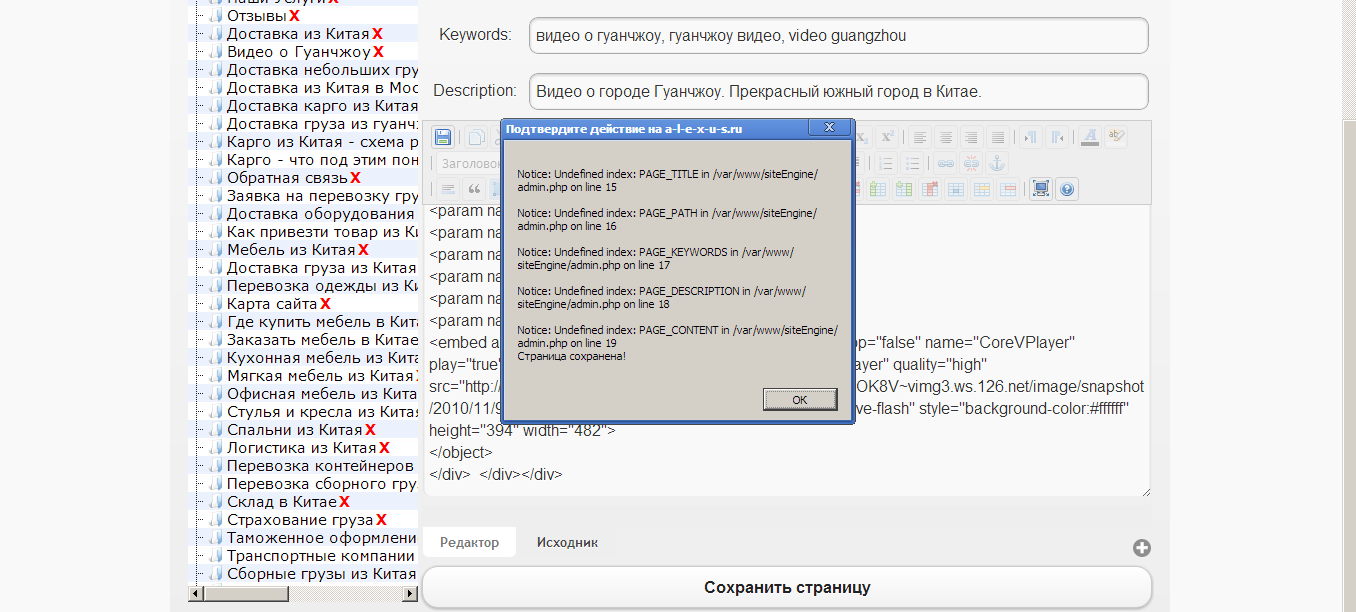 Отзывы X
Доставка из Китая X
Видео о Гуанчжоу X
Доставка небольших гру
Доставка из Китая в Мос
Доставка карго из Китая
Доставка груза из гуанч
Карго из Китая - схема р
Карго - что под этим пон
Обратная связь X
Заявка на перевозку гру
Доставка оборудования
Как привезти товар из Ки
Мебель из Китая X
Доставка груза из Китая
Перевозка одежды из Ки
Карта сайта X
Где купить мебель в Кита
Заказать мебель в Китае
Кухонная мебель из Кита
Мягкая мебель из Китая
Офисная мебель из Кита
Стулья и кресла из Китая
Спальни из Китая X
Логистика из Китая X
Перевозка контейнеров
Перевозка сборного гру
Склад в Китае X
Страхование груза X
Таможенное оформлени
Транспортные компании
Сборные грузы из Китая
Keywords: видео о гуанчжоу, гуанчжоу видео, video guangzhou
Description: Видео о городе Гуанчжоу. Прекрасный южный город в Китае.
Заголовок
<param na
<param na
<param na
<param na
<param na
<param na
<embed a op="false" name="CoreVPlayer"
play="true" ayer" quality="high"
src="http:/ OK8V~vimg3.ws.126.net/image/snapshot
/2010/11/9 ve-flash" style="background-color:#ffffff"
height="394" width="482">
</object>
</div> </div></div>
Подтвердите действие на a-l-e-x-u-s.ru
Notice: Undefined index: PAGE_TITLE in /var/www/siteEngine/
admin.php on line 15
Notice: Undefined index: PAGE_PATH in /var/www/siteEngine/
admin.php on line 16
Notice: Undefined index: PAGE_KEYWORDS in /var/www/
siteEngine/admin.php on line 17
Notice: Undefined index: PAGE_DESCRIPTION in /var/www/
siteEngine/admin.php on line 18
Notice: Undefined index: PAGE_CONTENT in /var/www/siteEngine/
admin.php on line 19
Страница сохранена!
OK
Редактор Исходник
Сохранить страницу